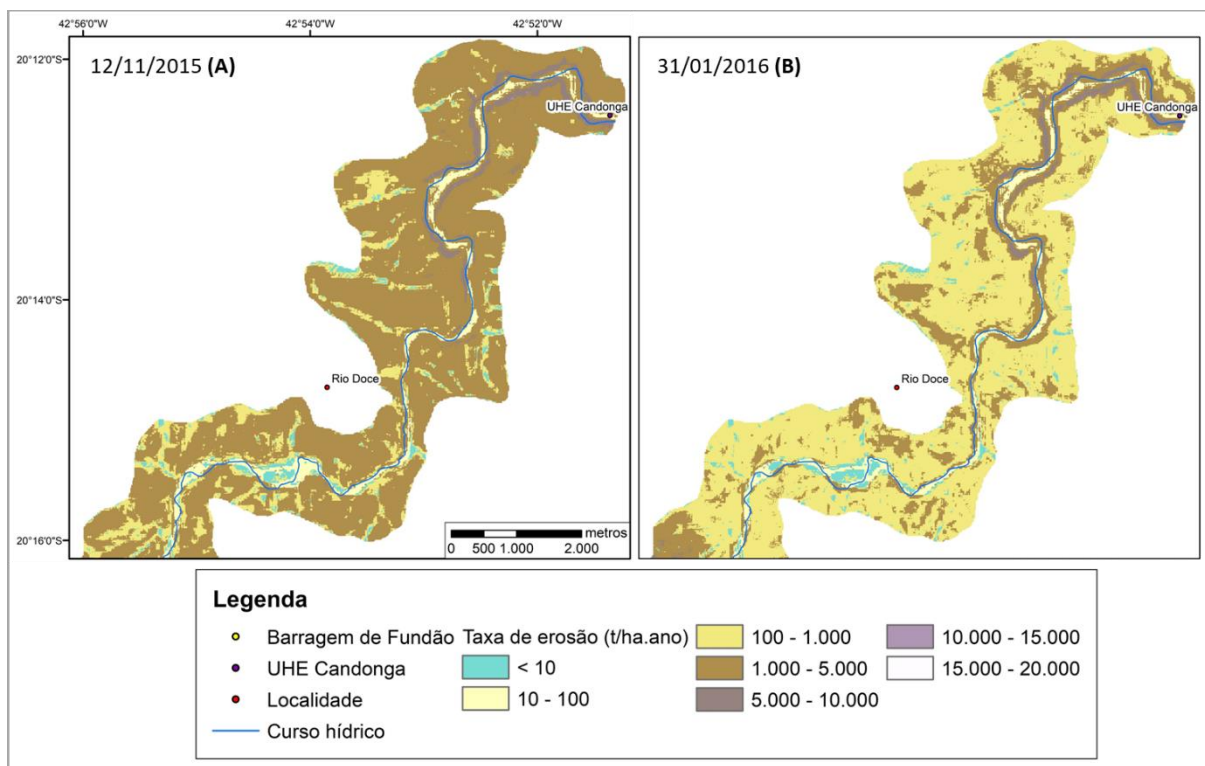 42°56'0"W 42°54'0"W 42°52'0"W
20°12'0"S
20°14'0"S
20°16'0"S
12/11/2015 (A)
UHE Candonga
Rio Doce
metros
0 500 1.000 2.000
31/01/2016 (B)
UHE Candonga
Rio Doce
Legenda
Barragem de Fundão
UHE Candonga
Localidade
Curso hídrico
Taxa de erosão (t/ha.ano)
< 10
10 - 100
100 - 1.000
1.000 - 5.000
5.000 - 10.000
10.000 - 15.000
15.000 - 20.000